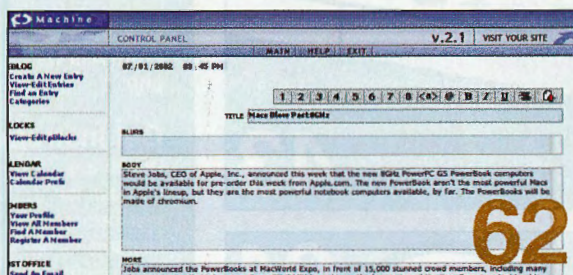 Machine
CONTROL PANEL
v.2.1
VISIT YOUR SITE
MAIN HELP EXIT
BLOG
Create A New Entry
View-Edit Entries
Find an Entry
Categories
07/01/2002 03:45 PM
1 2 3 4 5 6 7 8 <a> @ B I U
TITLE
BLURB
LOCKS
View-Edit pBlocks
BODY
Steve Jobs, CEO of Apple, Inc., announced this week that the new 8GHz PowerPC G5 PowerBook computers
would be available for pre-order this week from Apple.com. The new PowerBook aren't the most powerful Macs
in Apple's lineup, but they are the most powerful notebook computers available, by far. The PowerBooks will be
made of chromium.
LENDAR
View Calendar
Calendar Prefs
MBERS
Your Profile
View All Members
Find A Member
Register A Member
62
MORE
Jobs announced the PowerBooks at MacWorld Expo, in front of 15,000 stunned crowd members, including many
ST OFFICE
Send An Email